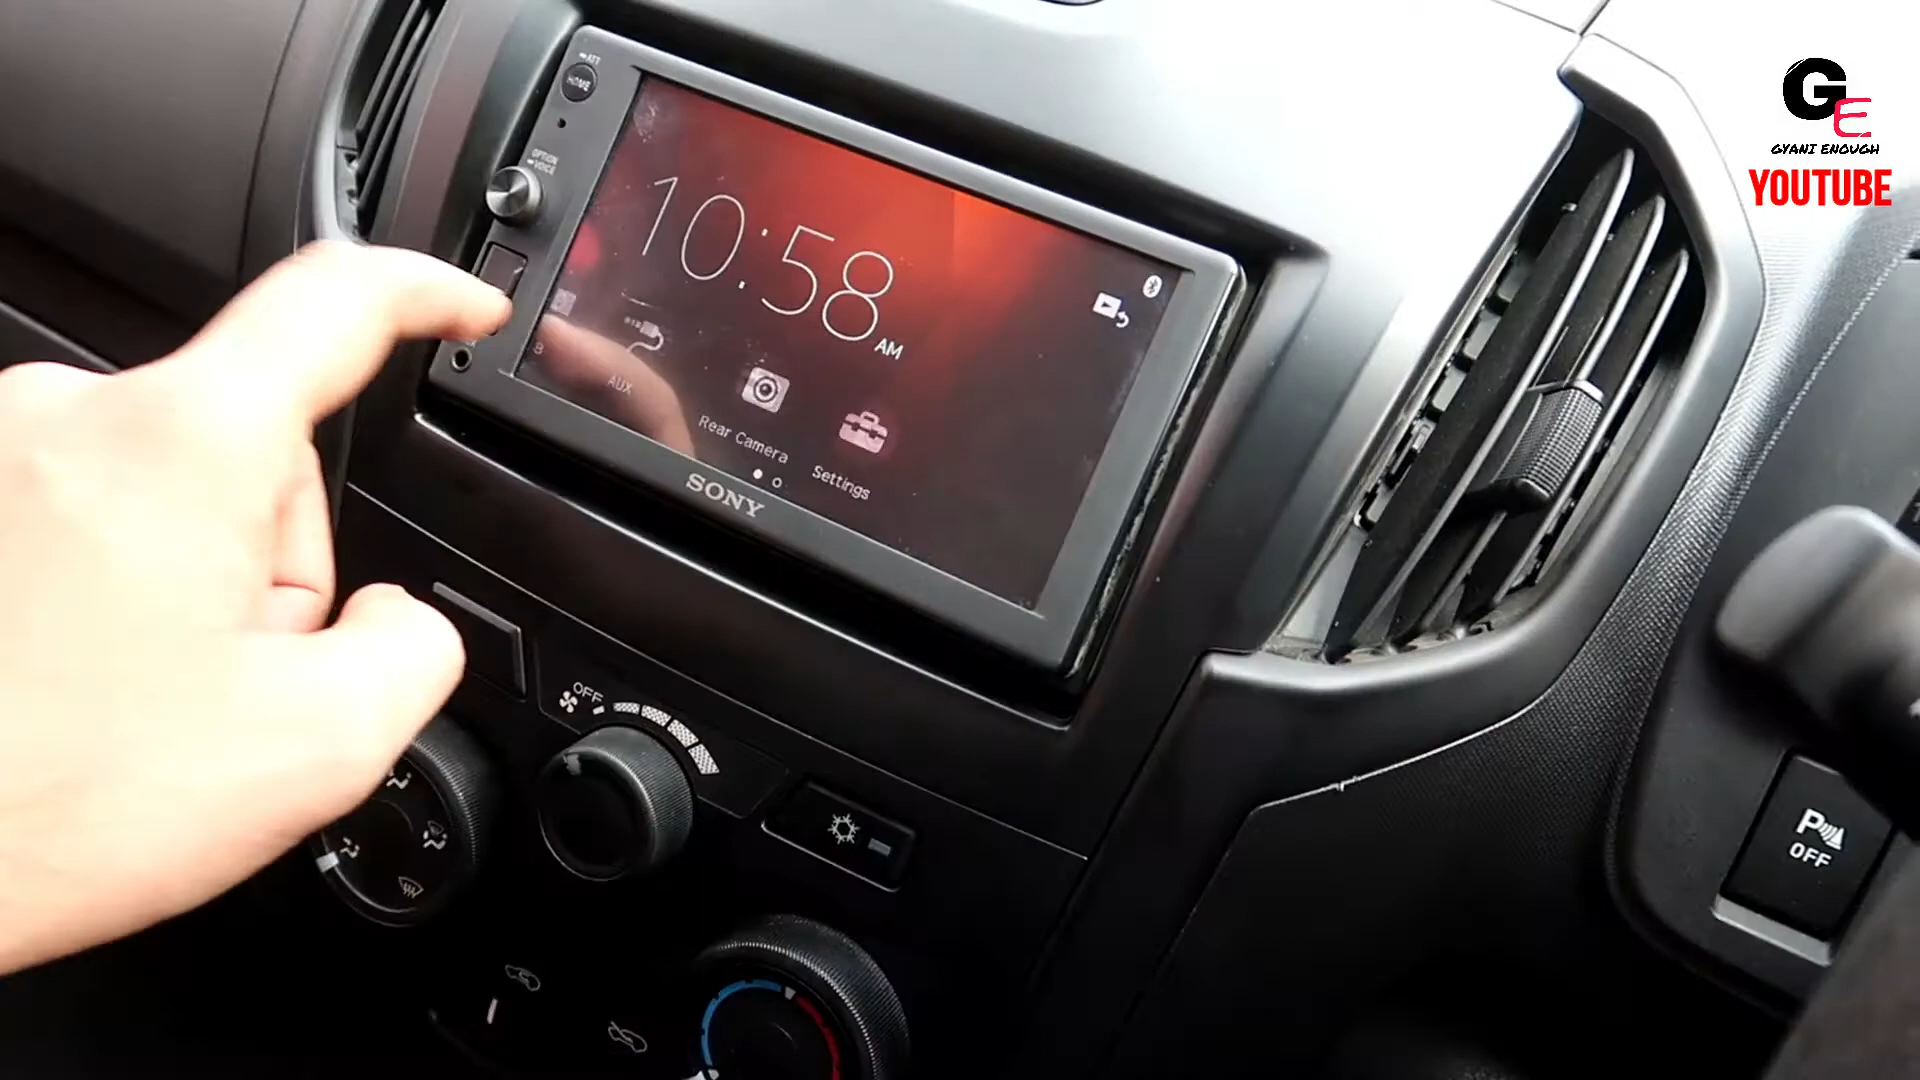 ATT
HOME
OPTION
VOICE
10:58 AM
AUX
Rear Camera
Settings
SONY
OFF
P
OFF
GE
GYANI ENOUGH
YOUTUBE